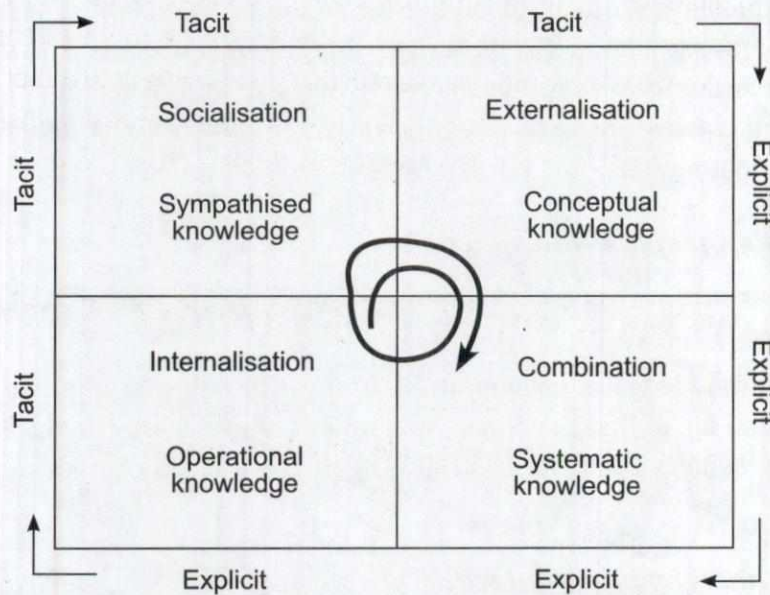 Tacit
Tacit
Socialisation
Externalisation
Tacit
Explicit
Sympathised
knowledge
Conceptual
knowledge
Internalisation
Combination
Tacit
Explicit
Operational
knowledge
Systematic
knowledge
Explicit
Explicit